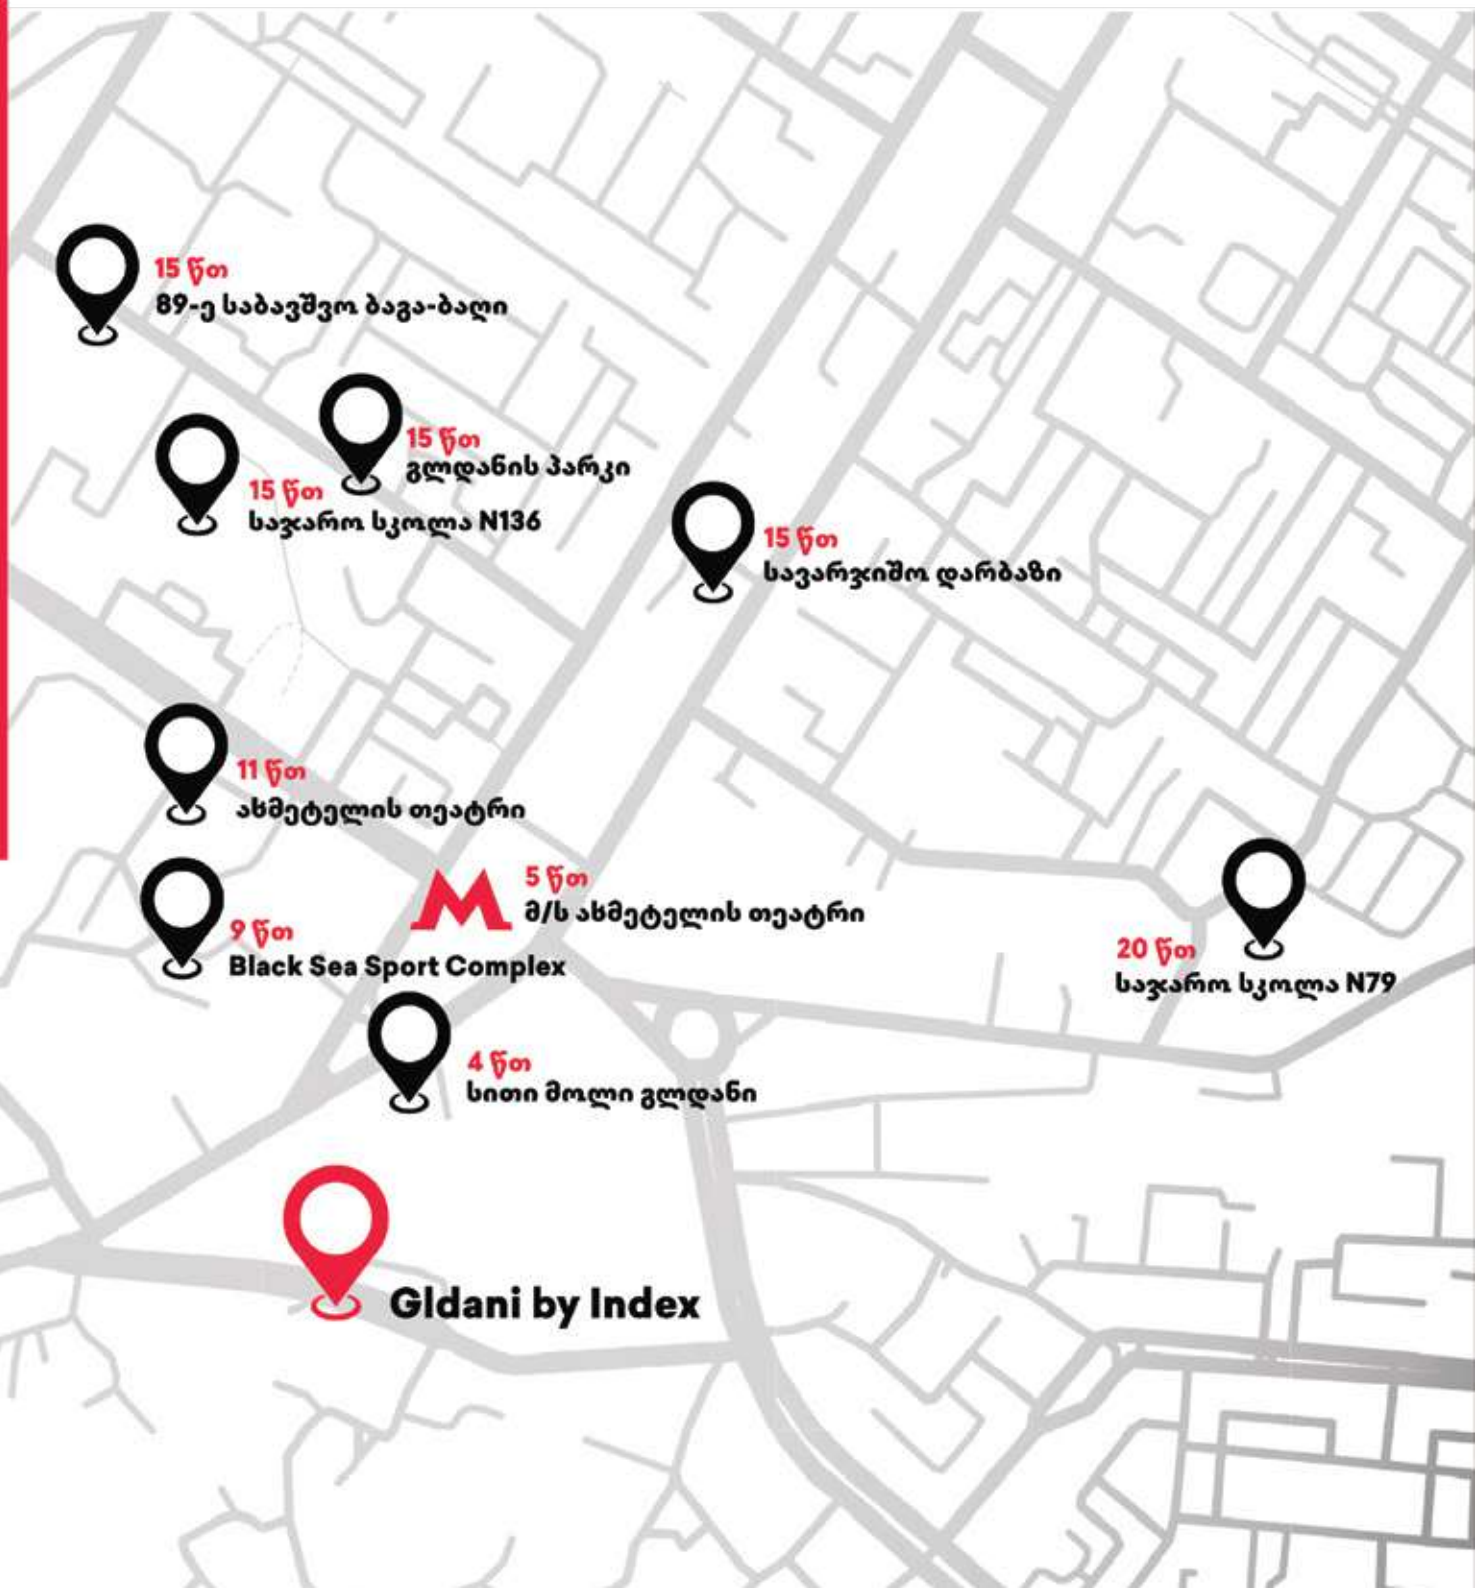 15 წთ
89-ე საბავშვო ბაგა-ბაღი
15 წთ
გლდანის პარკი
15 წთ
საჯარო სკოლა N136
15 წთ
სავარჯიშო დარბაზი
11 წთ
ახმეტელის თეატრი
5 წთ
მ/ს ახმეტელის თეატრი
9 წთ
Black Sea Sport Complex
20 წთ
საჯარო სკოლა N79
4 წთ
სითი მოლი გლდანი
Gldani by Index